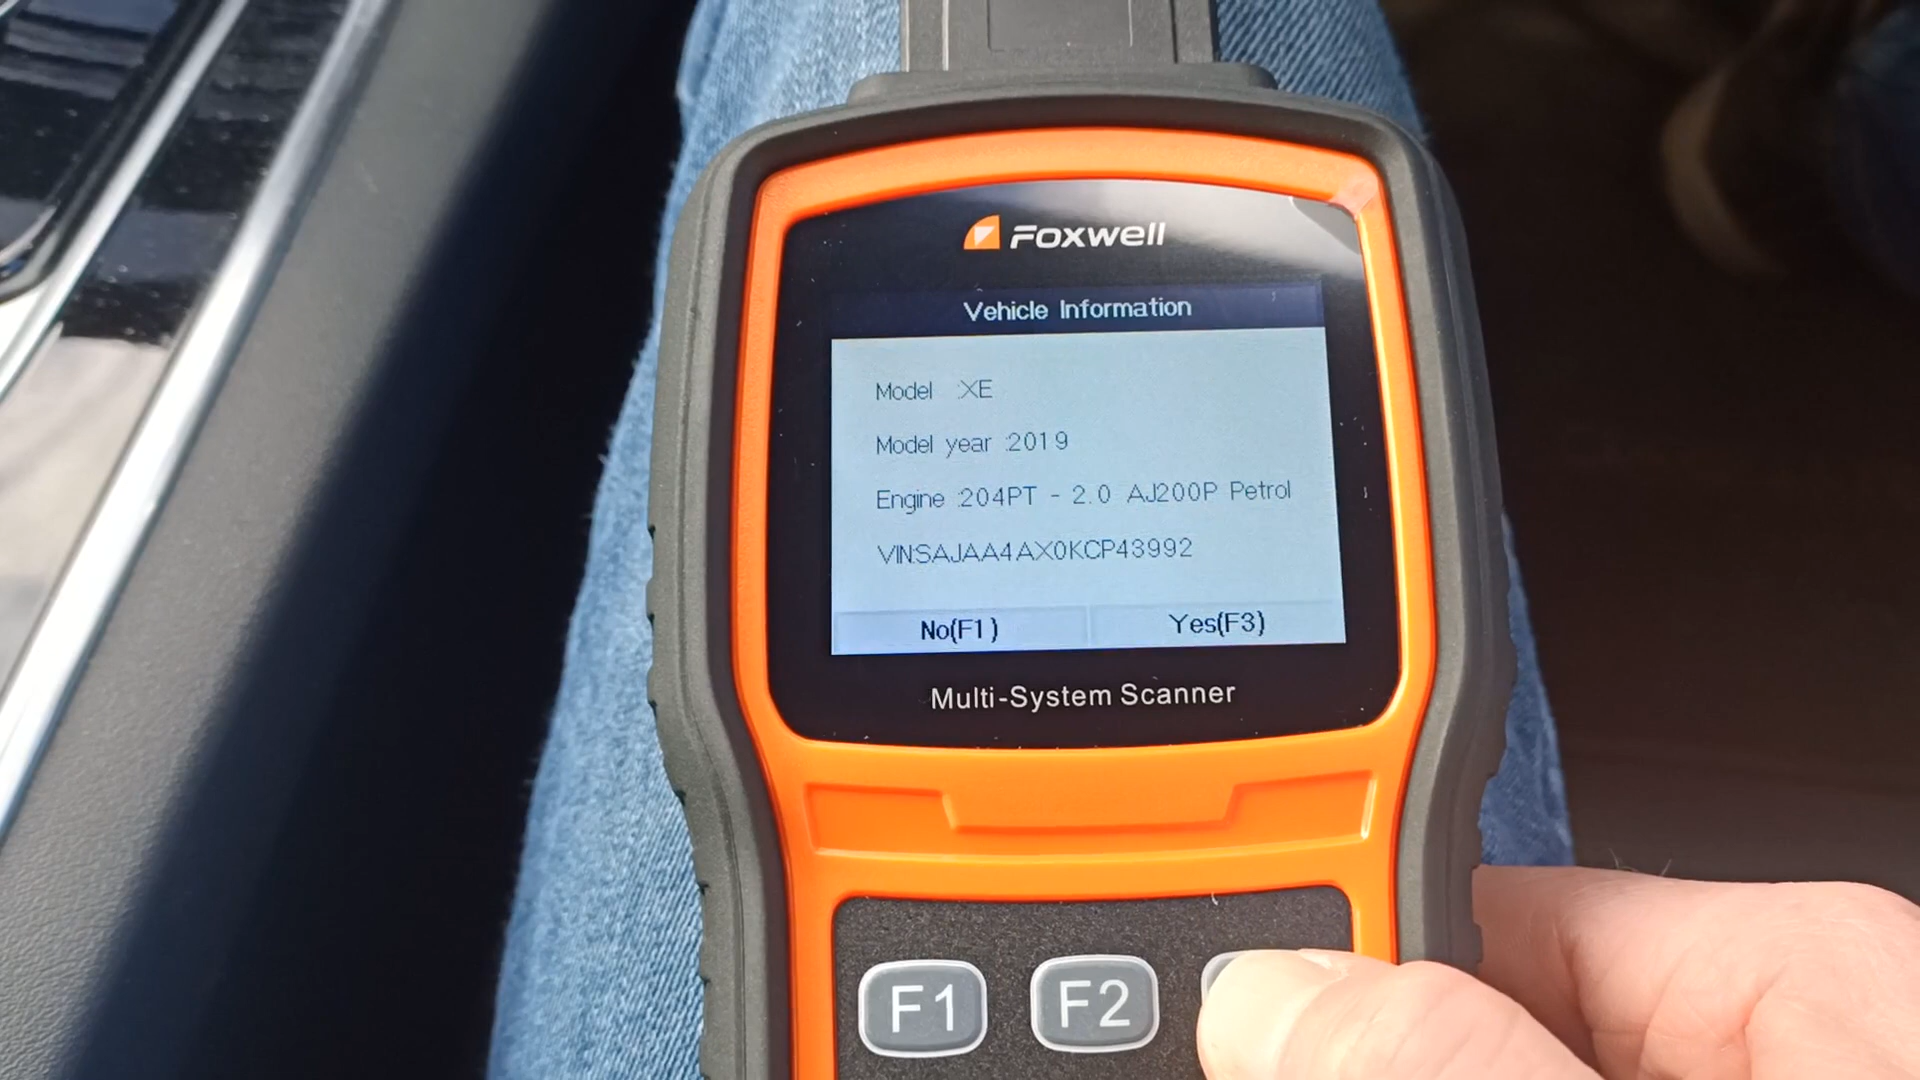 FOXWELL
Vehicle Information
Model :XE
Model year :2019
Engine :204PT - 2.0 AJ200P Petrol
VIN:SAJAA4AX0KCP43992
No(F1) Yes(F3)
Multi-System Scanner
F1 F2